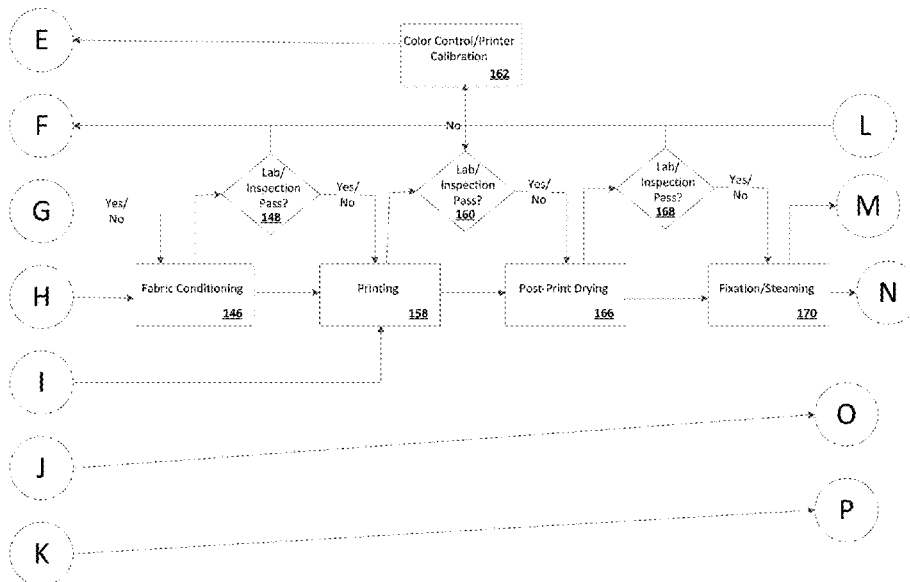 E
Color Control/Printer
Calibration
162
F
No
L
Lab/
Inspection
Pass?
148
Yes/
No
Lab/
Inspection
Pass?
160
Yes/
No
Lab/
Inspection
Pass?
168
Yes/
No
G
Yes/
No
M
H
Fabric Conditioning
146
Printing
158
Post-Print Drying
166
Fixation/Steaming
170
N
I
J
O
K
P